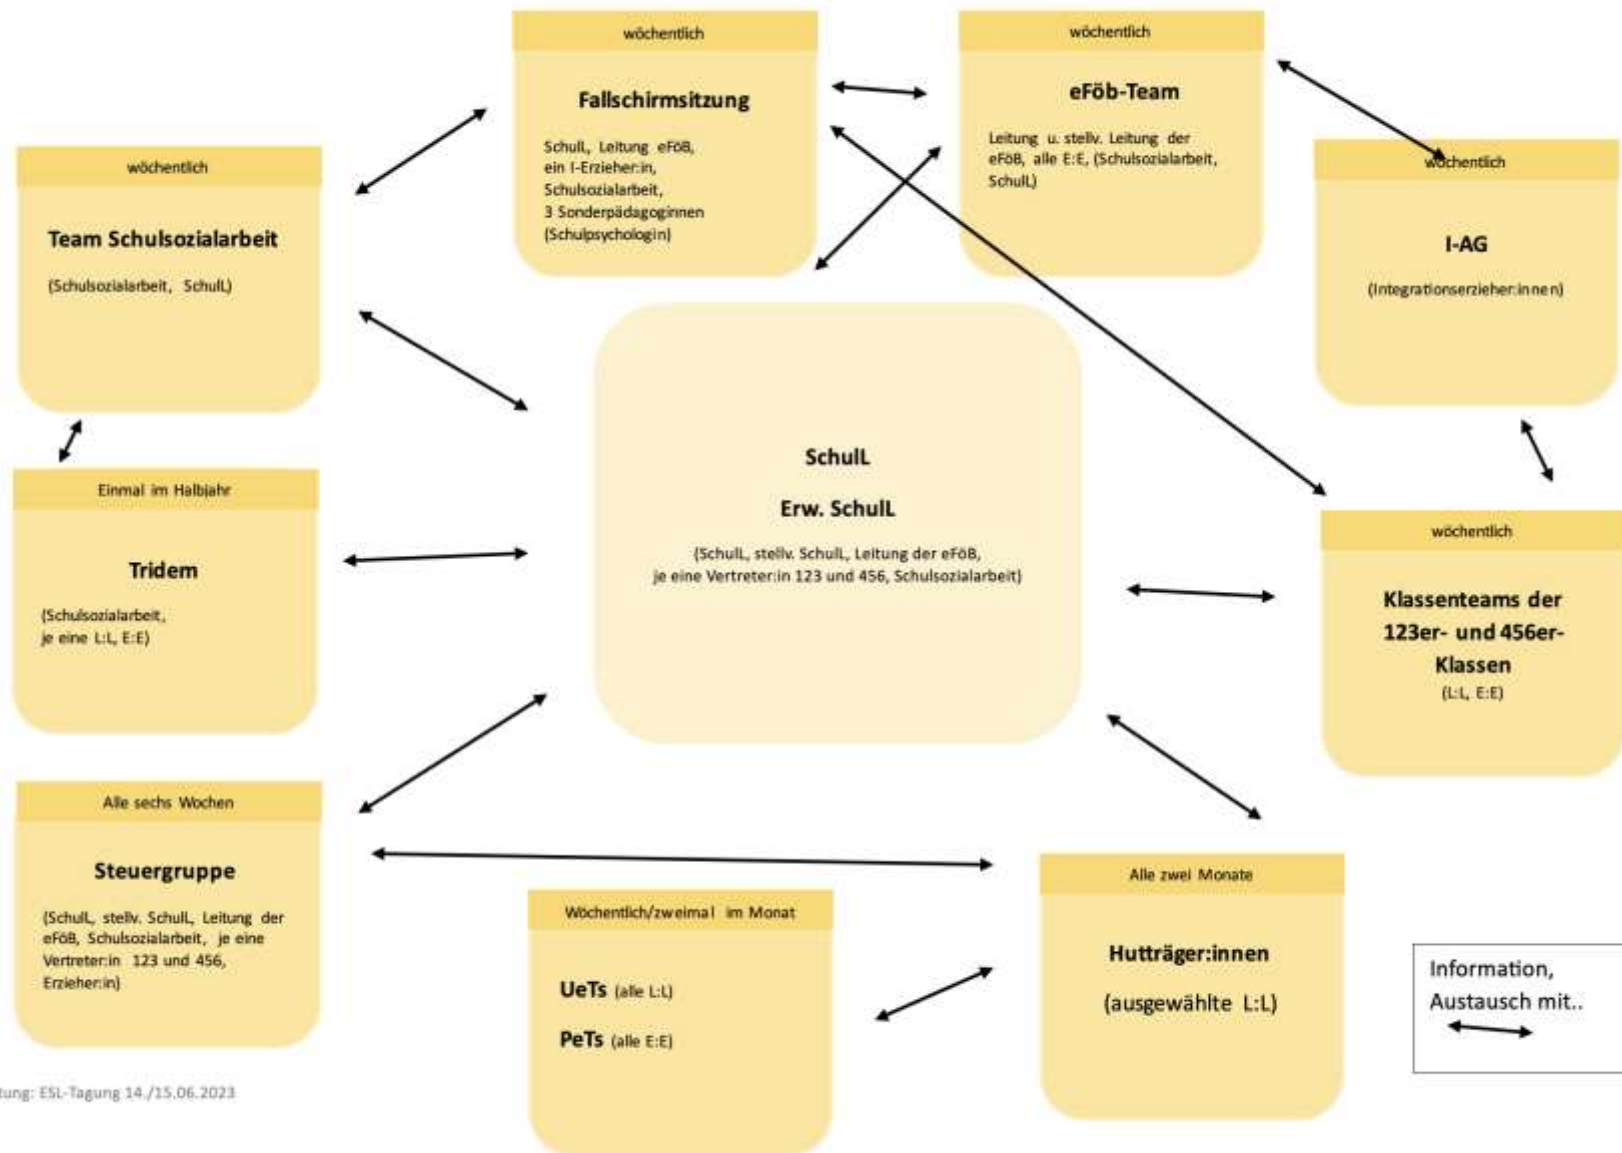 wöchentlich
Fallschirmsitzung
SchulL, Leitung eFöB,
ein I-Erzieher:in,
Schulsozialarbeit,
3 Sonderpädagoginnen
(Schulpsychologin)
wöchentlich
eFöb-Team
Leitung u. stellv. Leitung der
eFöB, alle E:E, (Schulsozialarbeit,
SchulL)
wöchentlich
Team Schulsozialarbeit
(Schulsozialarbeit, SchulL)
wöchentlich
I-AG
(Integrationserzieher:innen)
SchulL
Erw. SchulL
(SchulL, stellv. SchulL, Leitung der eFöB,
je eine Vertreter:in 123 und 456, Schulsozialarbeit)
Einmal im Halbjahr
Tridem
(Schulsozialarbeit,
je eine L:L, E:E)
wöchentlich
Klassenteams der
123er- und 456er-
Klassen
(L:L, E:E)
Alle sechs Wochen
Steuergruppe
(SchulL, stellv. SchulL, Leitung der
eFöB, Schulsozialarbeit, je eine
Vertreter:in 123 und 456,
Erzieher:in)
Wöchentlich/zweimal im Monat
UeTs (alle L:L)
PeTs (alle E:E)
Alle zwei Monate
Hutträger:innen
(ausgewählte L:L)
Information,
Austausch mit..
tung: ESL-Tagung 14./15.06.2023